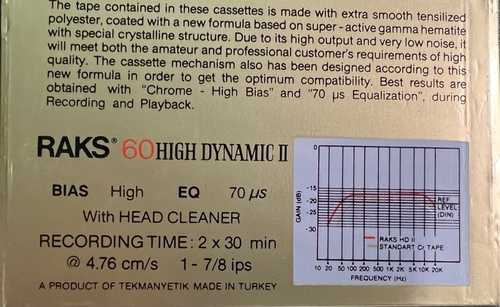 The tape contained in these cassettes is made with extra smooth tensilized
polyester, coated with a new formula based on super - active gamma hematite
with special crystalline structure. Due to its high output and very low noise, it
will meet both the amateur and professional customer's requirements of high
quality. The cassette mechanism also has been designed according to this
new formula in order to get the optimum compatibility. Best results are
obtained with "Chrome - High Bias" and "70 µs Equalization", during
Recording and Playback.
RAKS® 60 HIGH DYNAMIC II
BIAS High EQ 70 µs
With HEAD CLEANER
RECORDING TIME: 2 x 30 min
@ 4.76 cm/s 1 - 7/8 ips
A PRODUCT OF TEKMANYETIK MADE IN TURKEY
GAIN (dB)
0
-15
-20
-25
-30
REF
LEVEL
(DIN)
RAKS HD II
STANDART Cr TAPE
10 20 50 100 200 500 1K 2K 5K 10K 20K
FREQUENCY (Hz)